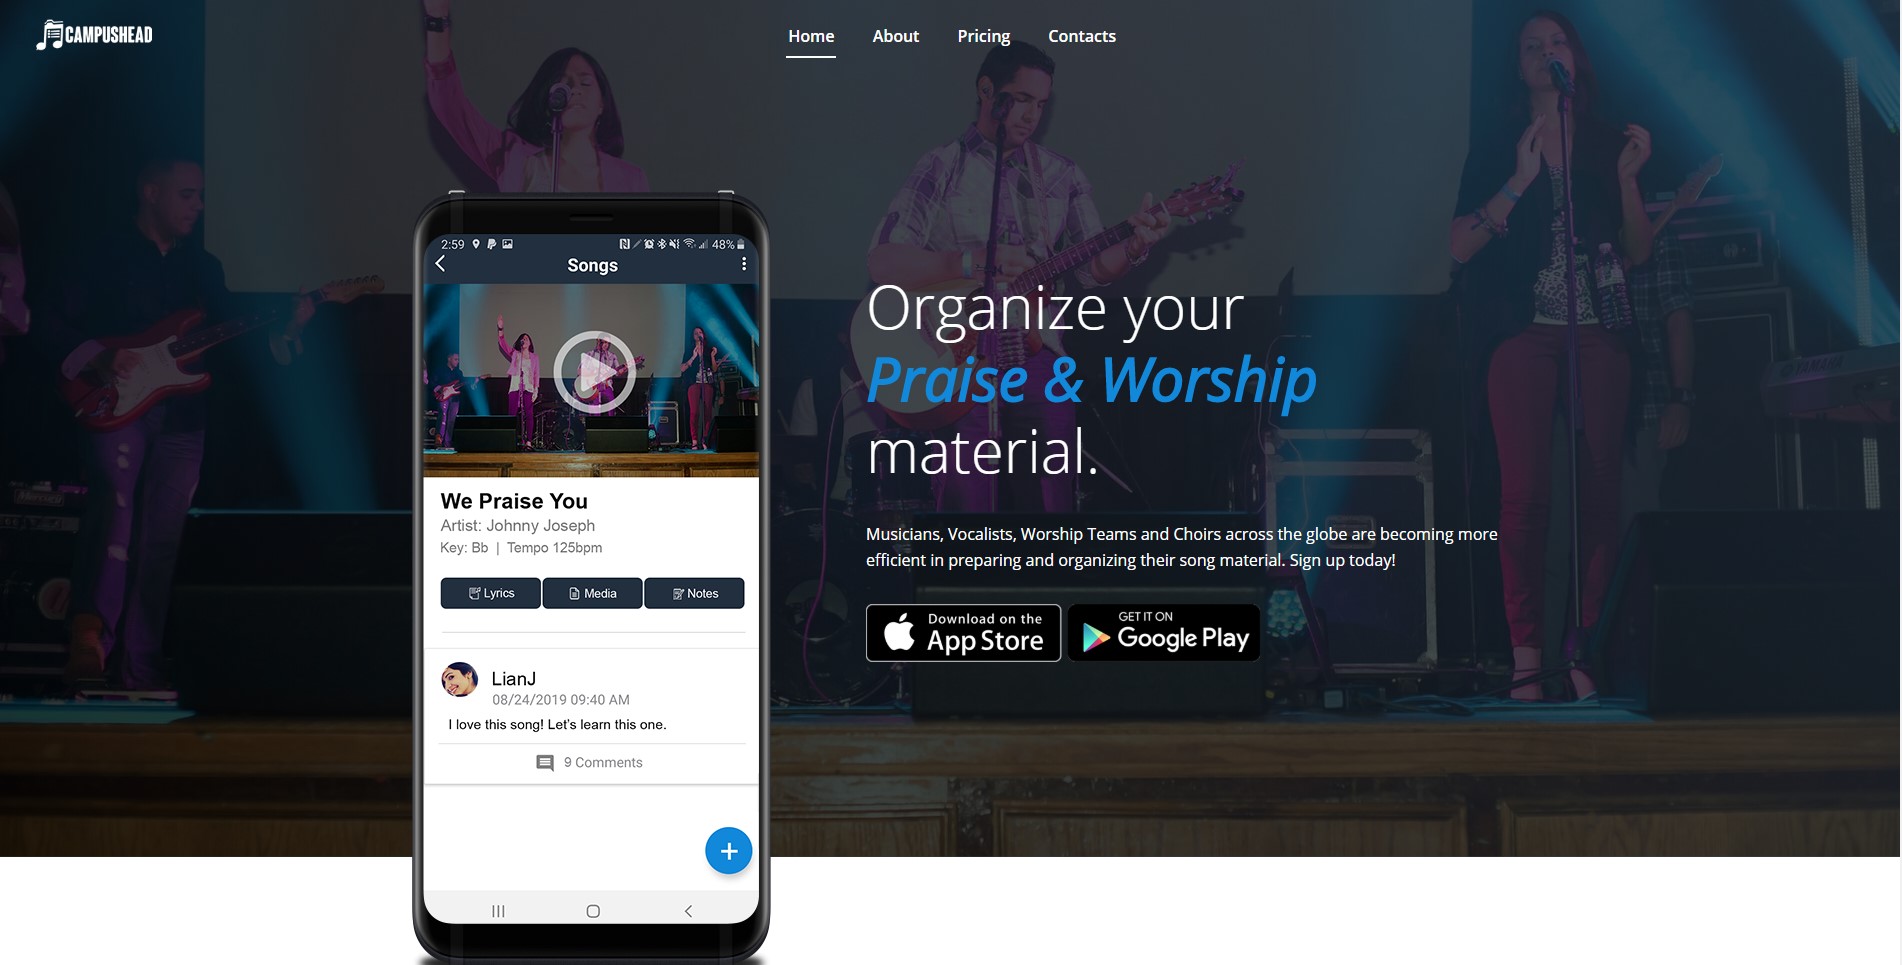 CAMPUSHEAD
Home About Pricing Contacts
2:59 48%
Songs
We Praise You
Artist: Johnny Joseph
Key: Bb | Tempo 125bpm
Lyrics Media Notes
LianJ
08/24/2019 09:40 AM
I love this song! Let's learn this one.
9 Comments
Organize your
Praise & Worship
material.
Musicians, Vocalists, Worship Teams and Choirs across the globe are becoming more
efficient in preparing and organizing their song material. Sign up today!
Download on the
App Store
GET IT ON
Google Play